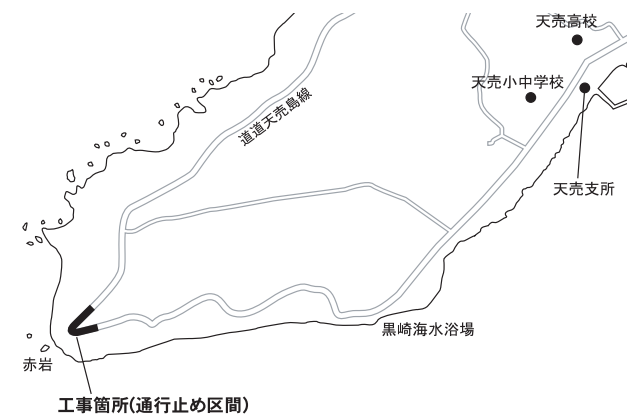 天売高校
天売小中学校
道道天売島線
天売支所
黒崎海水浴場
赤岩
工事箇所(通行止め区間)